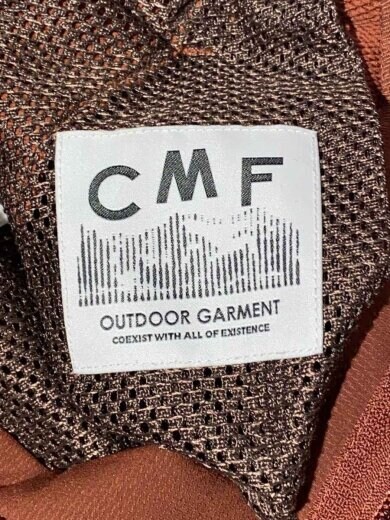 CMF
OUTDOOR GARMENT
COEXIST WITH ALL OF EXISTENCE